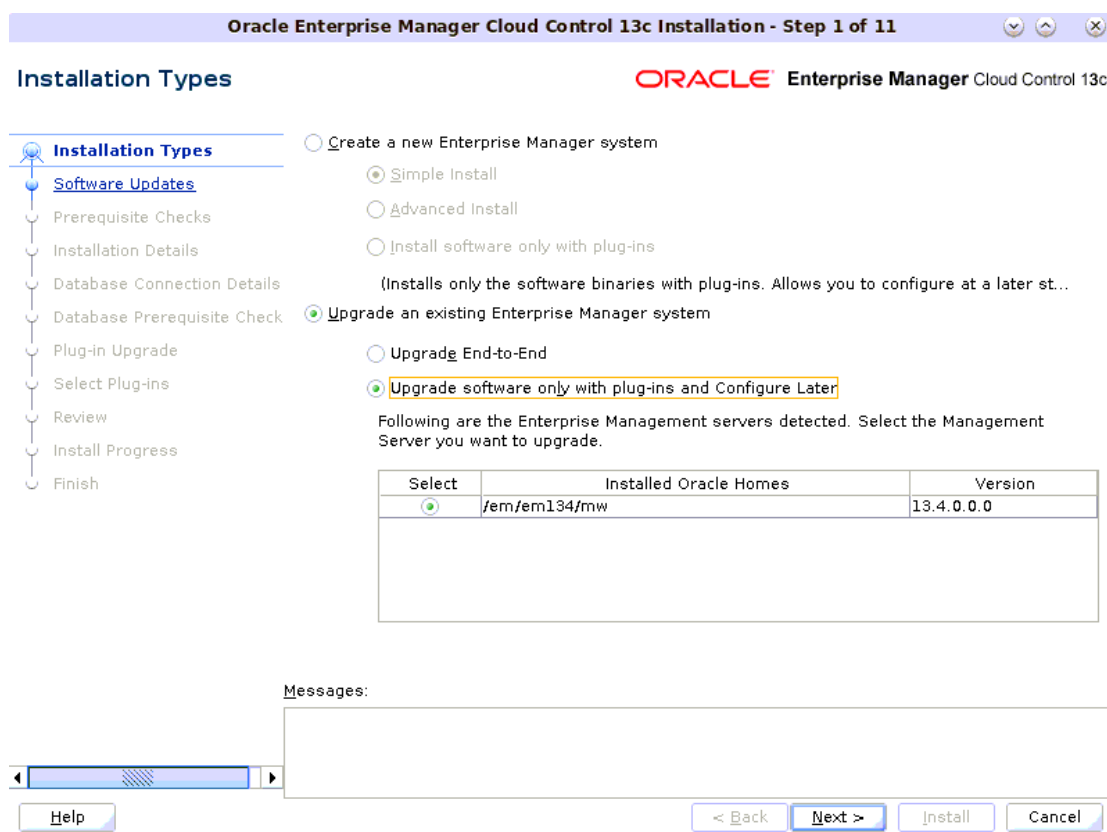 Oracle Enterprise Manager Cloud Control 13c Installation - Step 1 of 11
Installation Types
ORACLE Enterprise Manager Cloud Control 13c
Installation Types
Software Updates
Prerequisite Checks
Installation Details
Database Connection Details
Database Prerequisite Check
Plug-in Upgrade
Select Plug-ins
Review
Install Progress
Finish
Create a new Enterprise Manager system
Simple Install
Advanced Install
Install software only with plug-ins
(Installs only the software binaries with plug-ins. Allows you to configure at a later st...
Upgrade an existing Enterprise Manager system
Upgrade End-to-End
Upgrade software only with plug-ins and Configure Later
Following are the Enterprise Management servers detected. Select the Management
Server you want to upgrade.
Select Installed Oracle Homes Version
/em/em134/mw 13.4.0.0.0
Messages:
Help < Back Next > Install Cancel